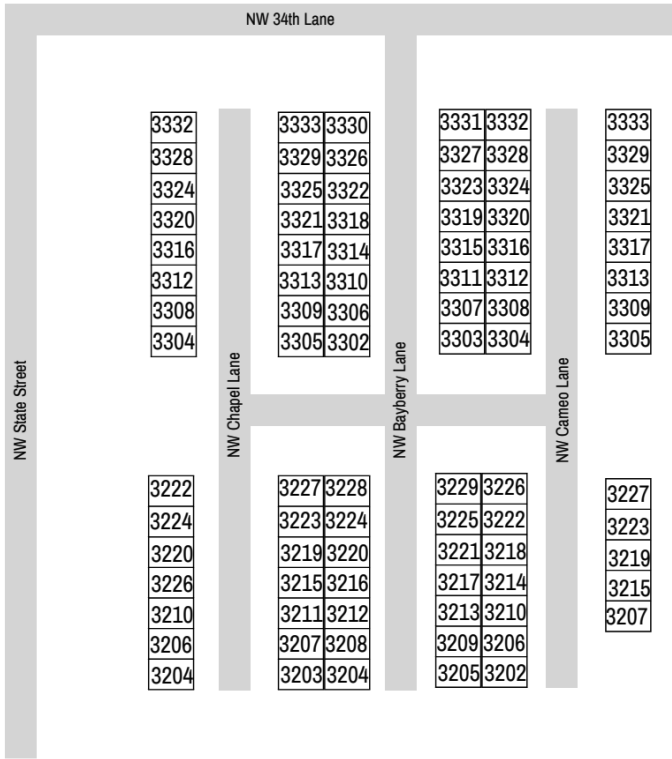 NW 34th Lane
3332 3333 3330 3331 3332 3333
3328 3329 3326 3327 3328 3329
3324 3325 3322 3323 3324 3325
3320 3321 3318 3319 3320 3321
3316 3317 3314 3315 3316 3317
3312 3313 3310 3311 3312 3313
3308 3309 3306 3307 3308 3309
3304 3305 3302 3303 3304 3305
NW State Street
NW Chapel Lane
NW Bayberry Lane
NW Cameo Lane
3222 3227 3228 3229 3226 3227
3224 3223 3224 3225 3222 3223
3220 3219 3220 3221 3218 3219
3226 3215 3216 3217 3214 3215
3210 3211 3212 3213 3210 3207
3206 3207 3208 3209 3206
3204 3203 3204 3205 3202